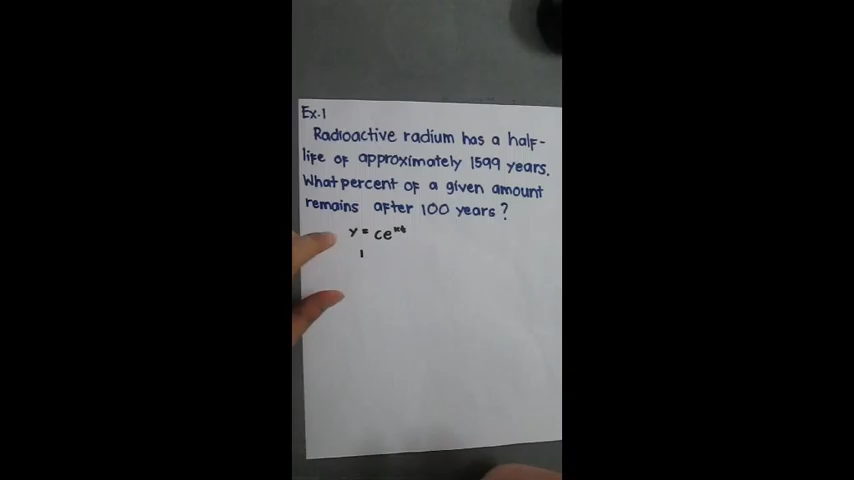 Ex.1
Radioactive radium has a half-
life of approximately 1599 years.
What percent of a given amount
remains after 100 years?
y = ce^kt
1